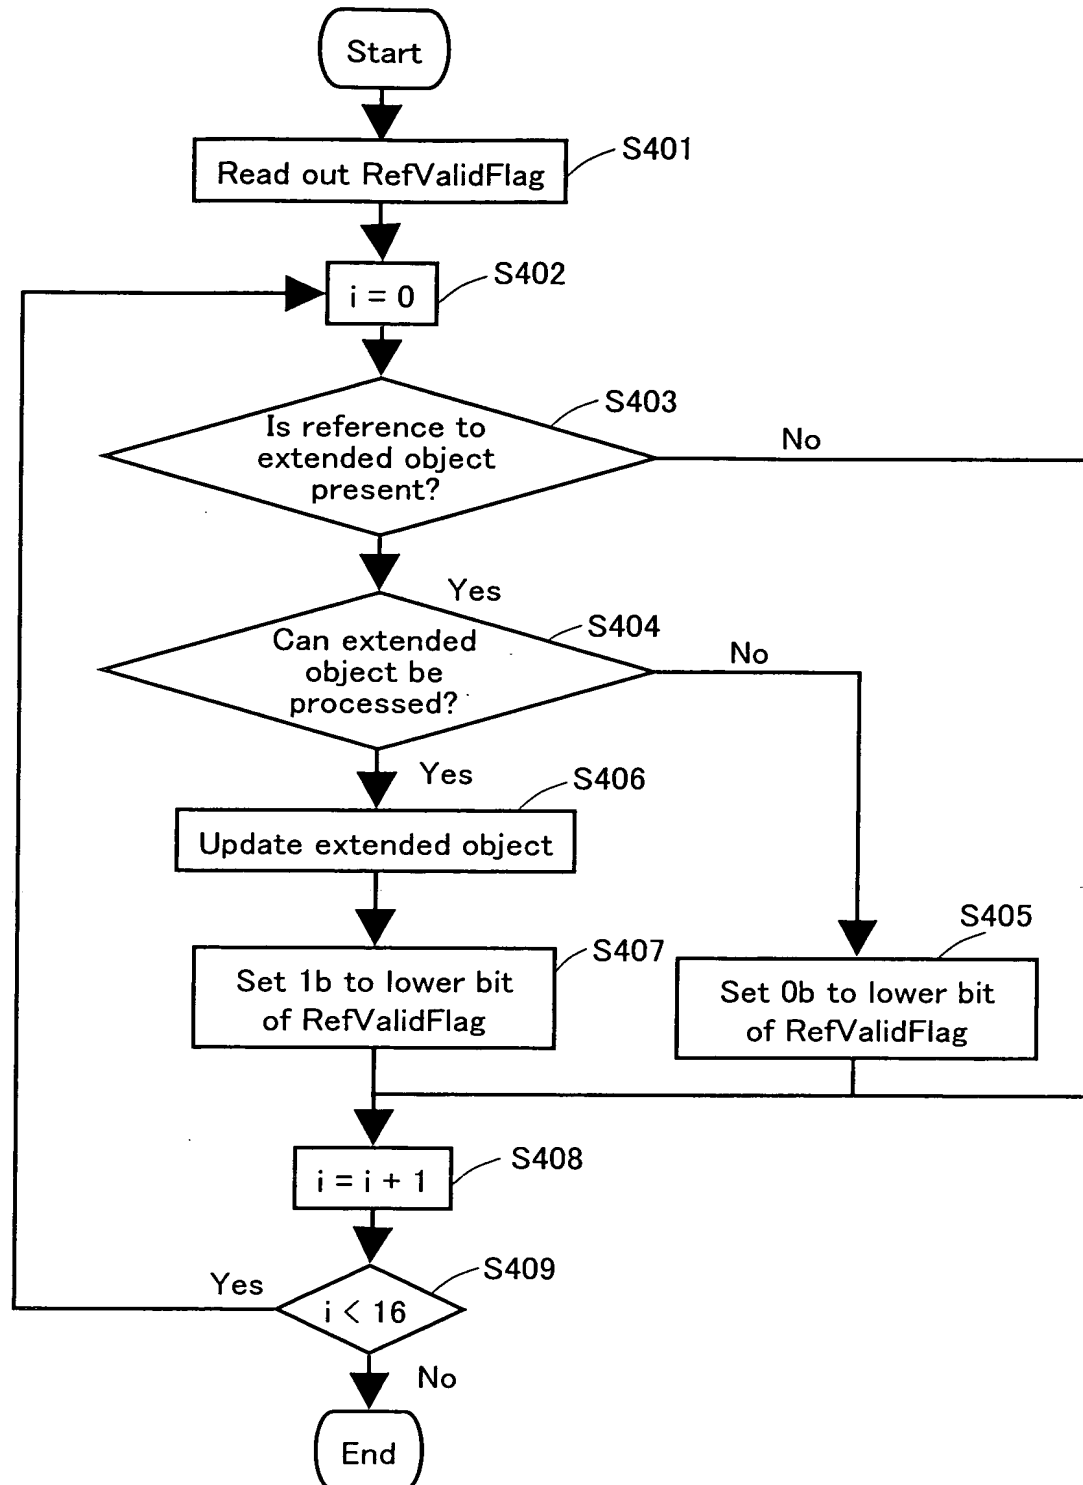 Start
S401
Read out RefValidFlag
S402
i = 0
S403
Is reference to
extended object
present?
No
Yes
S404
Can extended
object be
processed?
No
Yes
S406
Update extended object
S407
Set 1b to lower bit
of RefValidFlag
S405
Set 0b to lower bit
of RefValidFlag
S408
i = i + 1
S409
Yes
i < 16
No
End